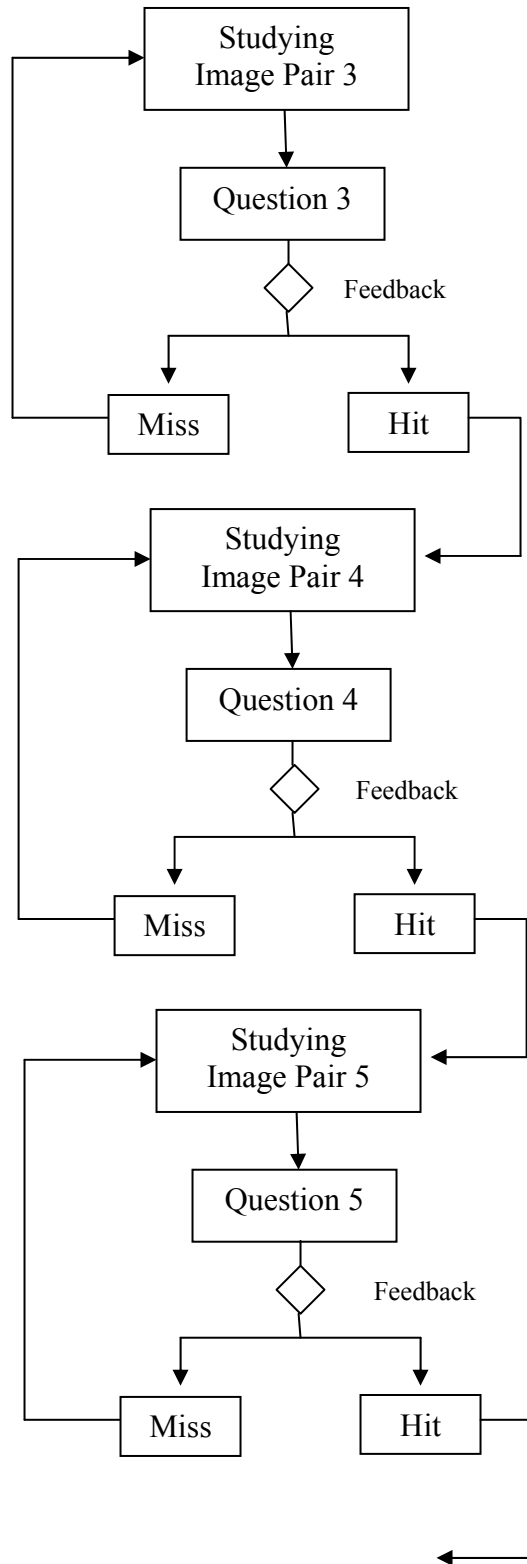 Studying
Image Pair 3
Question 3
Feedback
Miss
Hit
Studying
Image Pair 4
Question 4
Feedback
Miss
Hit
Studying
Image Pair 5
Question 5
Feedback
Miss
Hit